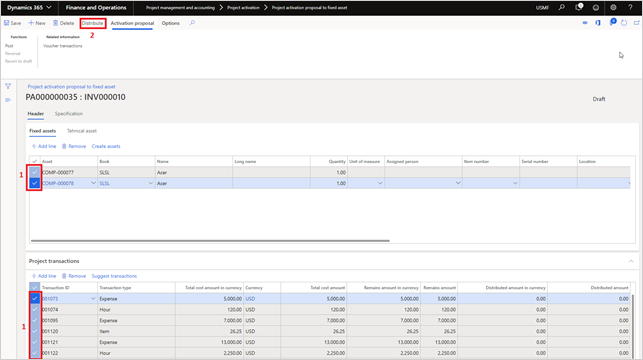 Dynamics 365 Finance and Operations Project management and accounting Project activation Project activation proposal to fixed asset USMF
Save New Delete Distribute Activation proposal Options
2
Functions Related information
Post Voucher transactions
Reversal
Revert to draft
Project activation proposal to fixed asset
PA000000035 : INV000010 Draft
Header Specification
Fixed assets Tehnical asset
Add line Remove Create assets
Asset Book Name Long name Quantity Unit of measure Assigned person Item number Serial number Location
1 COMP-000077 SLSL Acer 1.00
COMP-000078 SLSL Acer 1.00
Project transactions
Add line Remove Suggest transactions
Transaction ID Transaction type Total cost amount in currency Currency Total cost amount Remains amount in currency Remains amount Distributed amount in currency Distributed amount
001073 Expense 5,000.00 USD 5,000.00 5,000.00 5,000.00 0.00 0.00
001074 Hour 120.00 USD 120.00 120.00 120.00 0.00 0.00
1 001095 Expense 7,000.00 USD 7,000.00 7,000.00 7,000.00 0.00 0.00
001120 Item 26.25 USD 26.25 26.25 26.25 0.00 0.00
001121 Expense 13,000.00 USD 13,000.00 13,000.00 13,000.00 0.00 0.00
001122 Hour 2,250.00 USD 2,250.00 2,250.00 2,250.00 0.00 0.00